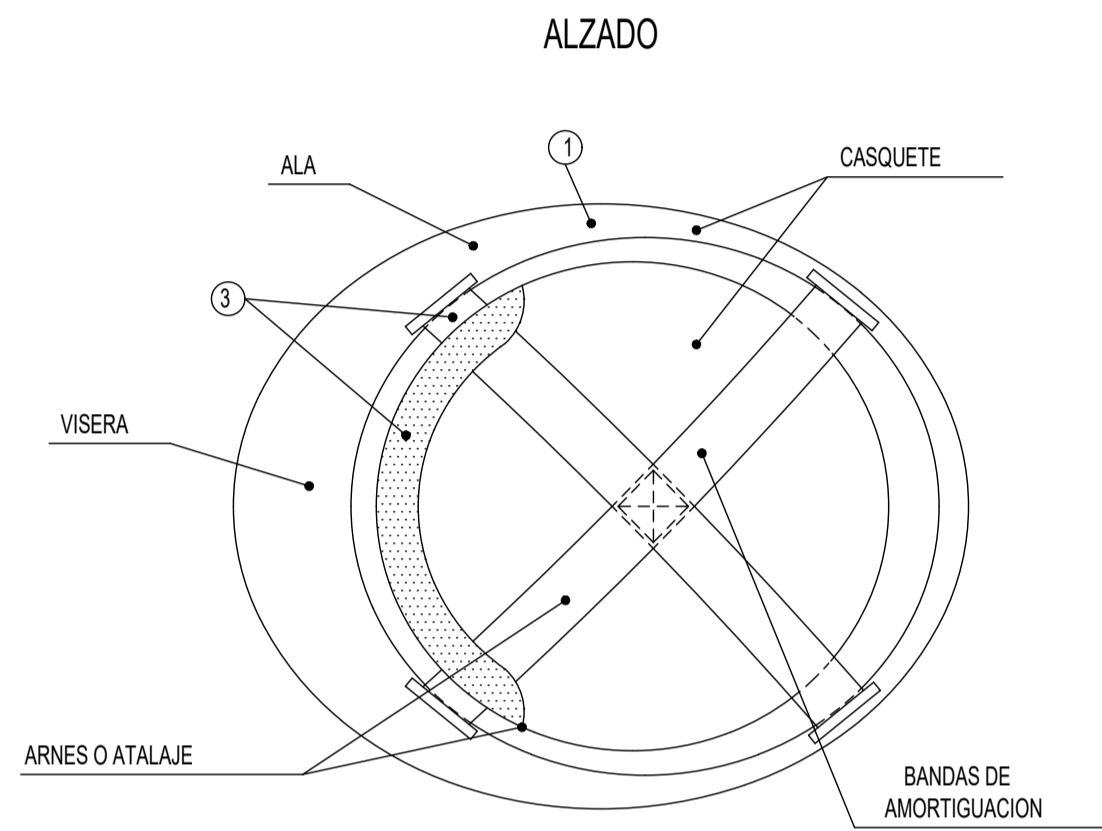 ALZADO
1
ALA
CASQUETE
3
VISERA
ARNES O ATALAJE
BANDAS DE
AMORTIGUACION